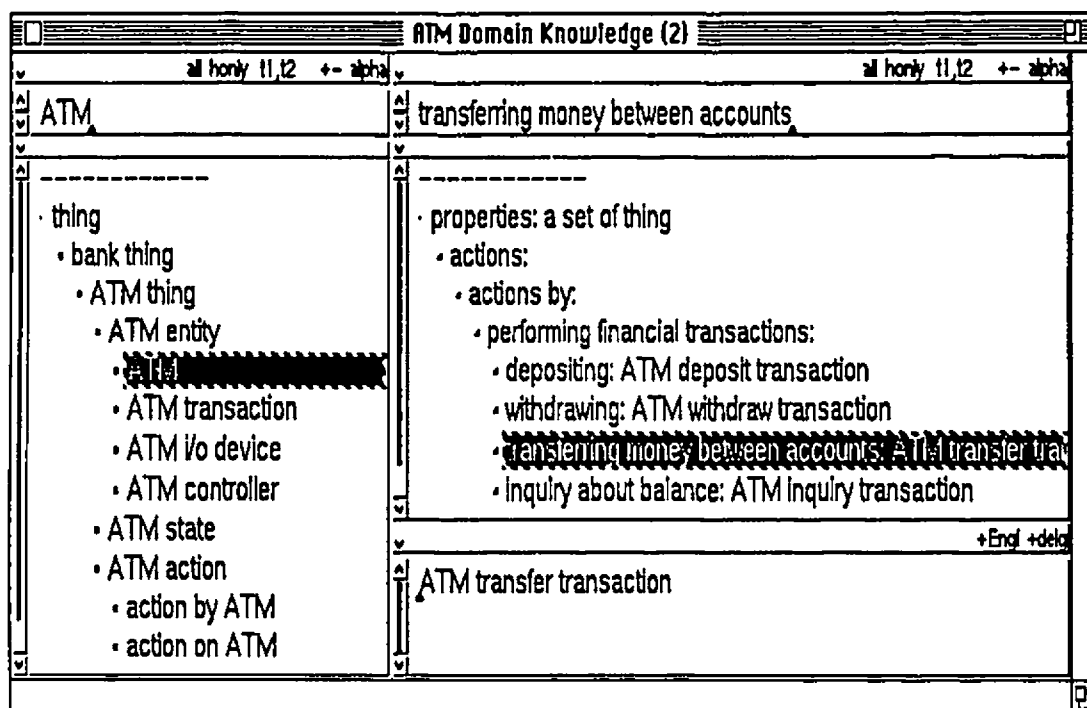 ATM Domain Knowledge (2)
all honly t1,t2 +- alpha
ATM
------------
thing
bank thing
ATM thing
ATM entity
ATM
ATM transaction
ATM i/o device
ATM controller
ATM state
ATM action
action by ATM
action on ATM
all honly t1,t2 +- alpha
transferring money between accounts
------------
properties: a set of thing
actions:
actions by:
performing financial transactions:
depositing: ATM deposit transaction
withdrawing: ATM withdraw transaction
transferring money between accounts: ATM transfer trac
inquiry about balance: ATM inquiry transaction
+Engl +delq
ATM transfer transaction